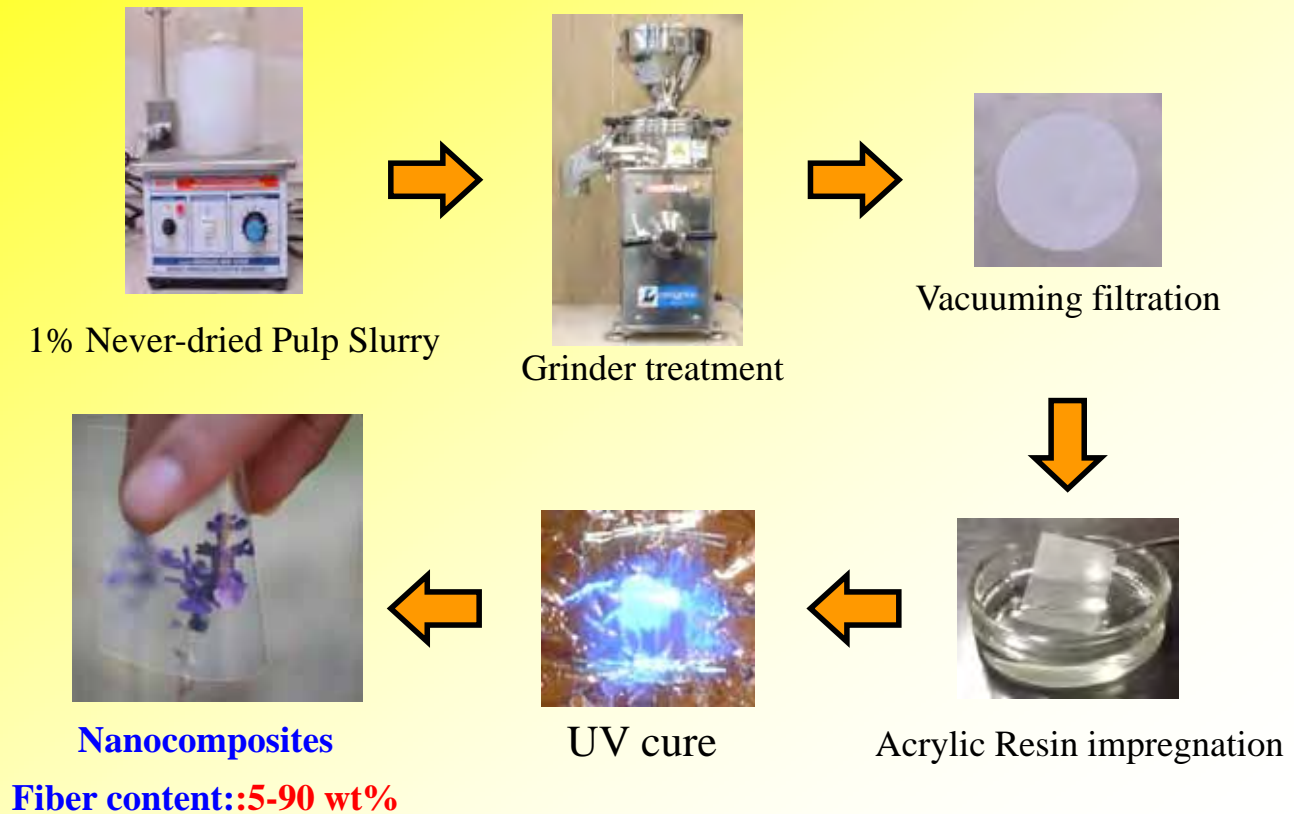 1% Never-dried Pulp Slurry
Grinder treatment
Vacuuming filtration
Acrylic Resin impregnation
UV cure
Nanocomposites
Fiber content::5-90 wt%